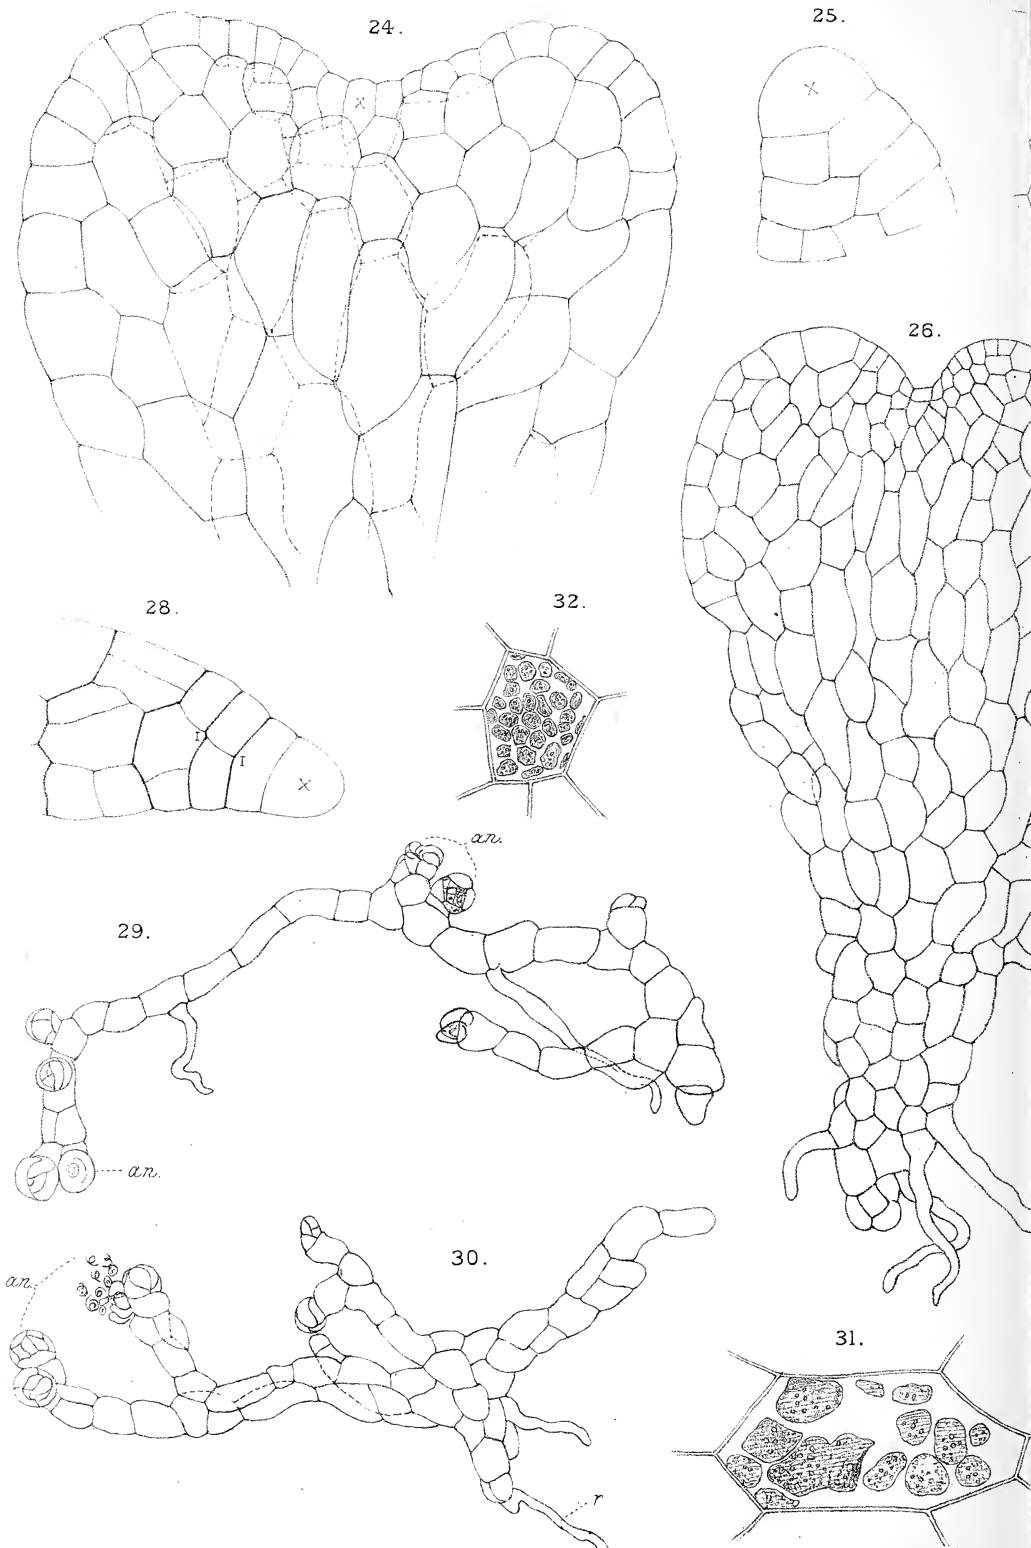 24.
25.
×
×
26.
28.
32.
I
I
×
an.
29.
an.
30.
an.
31.
r